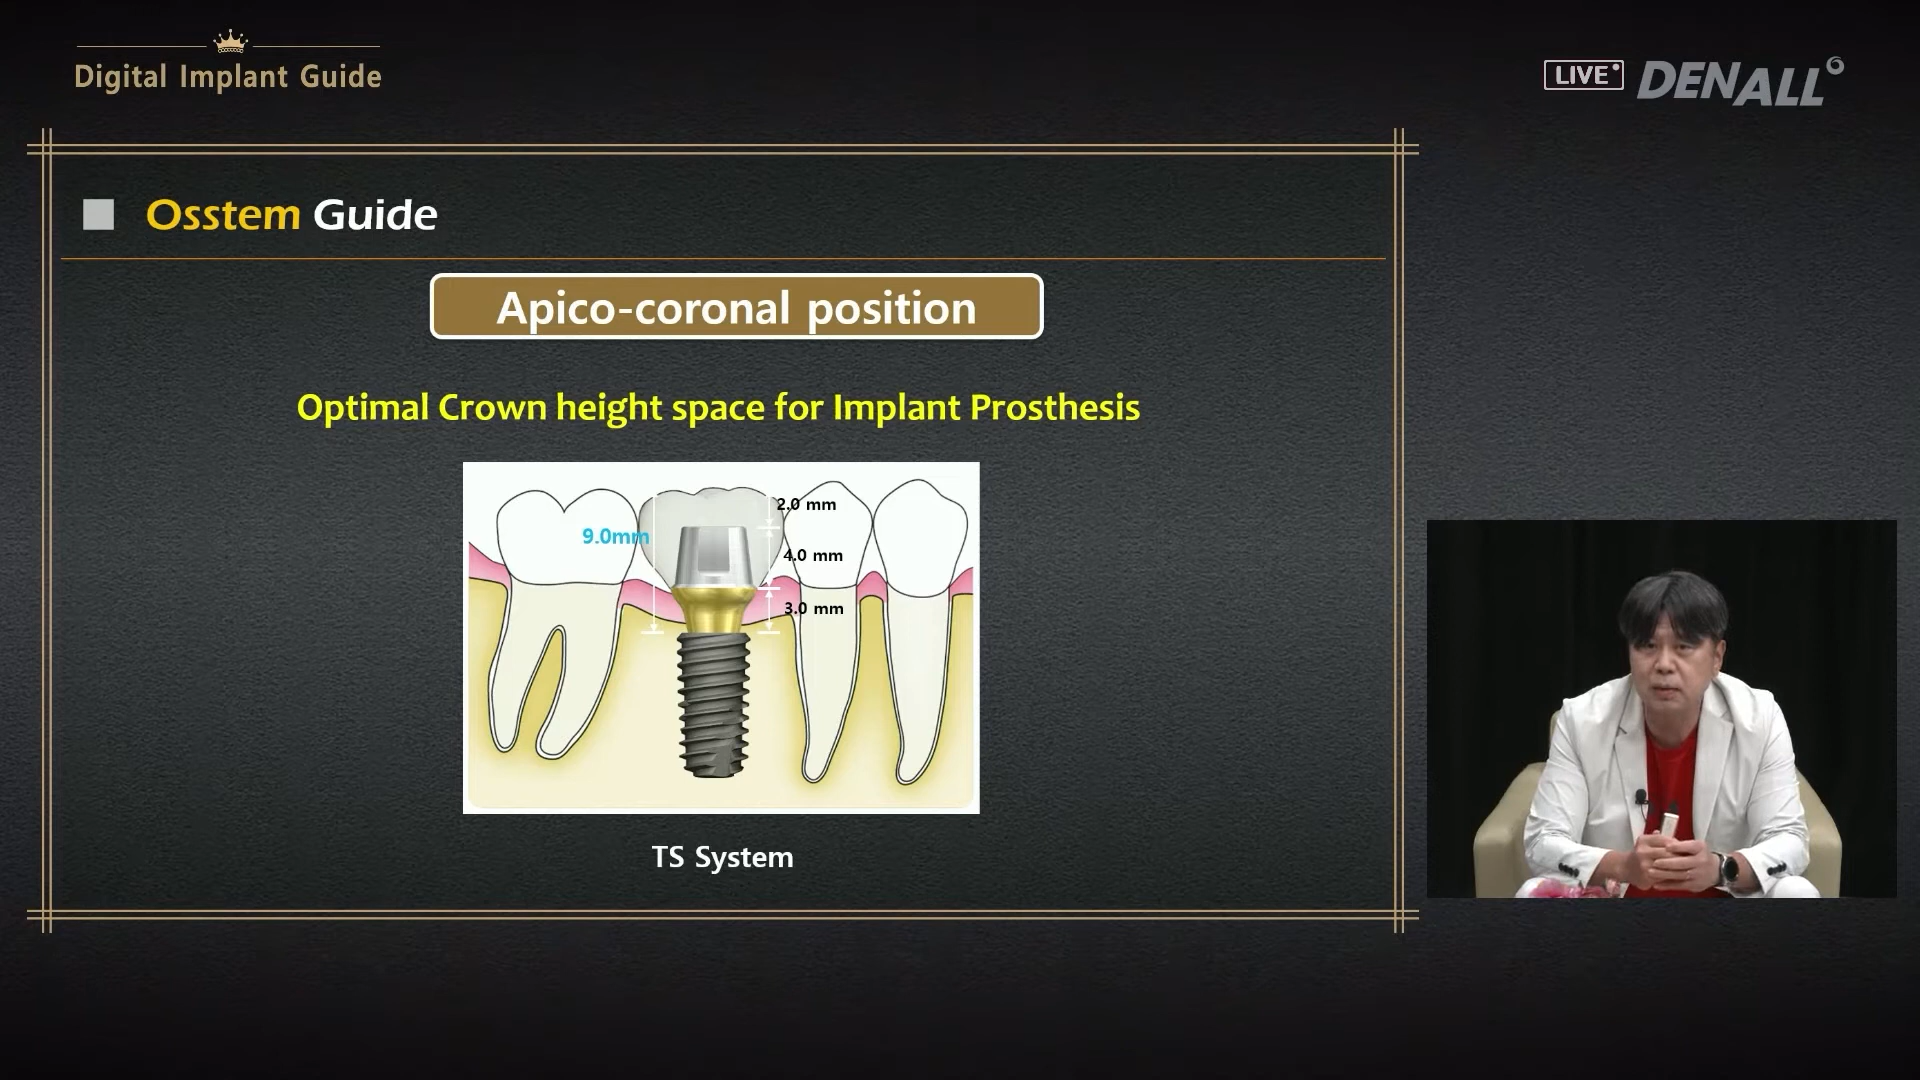 Digital Implant Guide
LIVE
DENALL
Osstem Guide
Apico-coronal position
Optimal Crown height space for Implant Prosthesis
2.0 mm
9.0mm
4.0 mm
3.0 mm
TS System